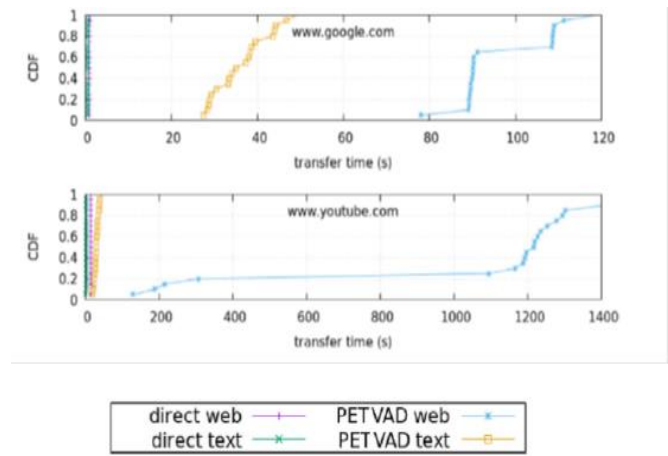 www.google.com
CDF
1
0.8
0.6
0.4
0.2
0
0 20 40 60 80 100 120
transfer time (s)
www.youtube.com
CDF
1
0.8
0.6
0.4
0.2
0
0 200 400 600 800 1000 1200 1400
transfer time (s)
direct web PETVAD web
direct text PETVAD text